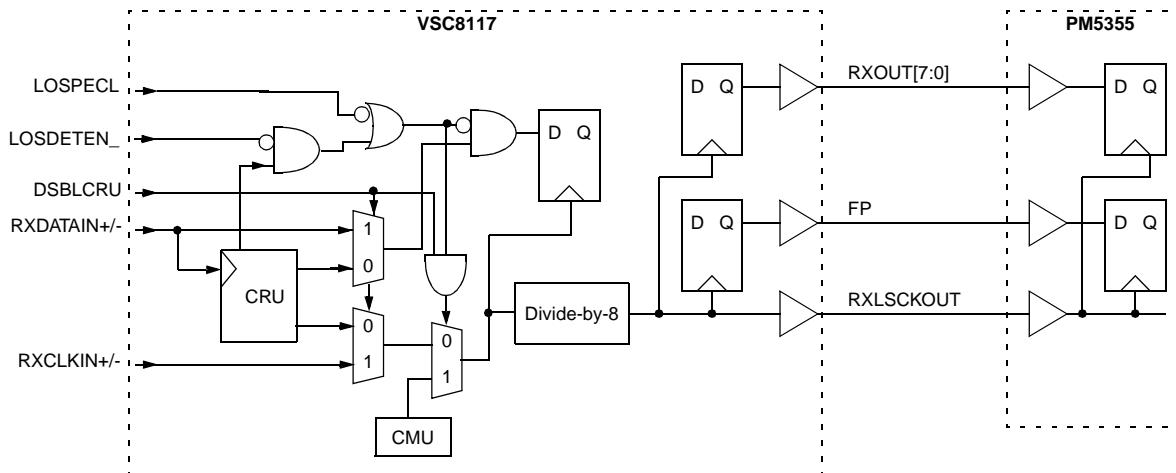 VSC8117
PM5355
LOSPECL
LOSDETEN_
DSBLCRU
RXDATAIN+/-
RXCLKIN+/-
CRU
1
0
0
1
0
1
CMU
D Q
Divide-by-8
D Q
D Q
RXOUT[7:0]
FP
RXLSCKOUT
D Q
D Q